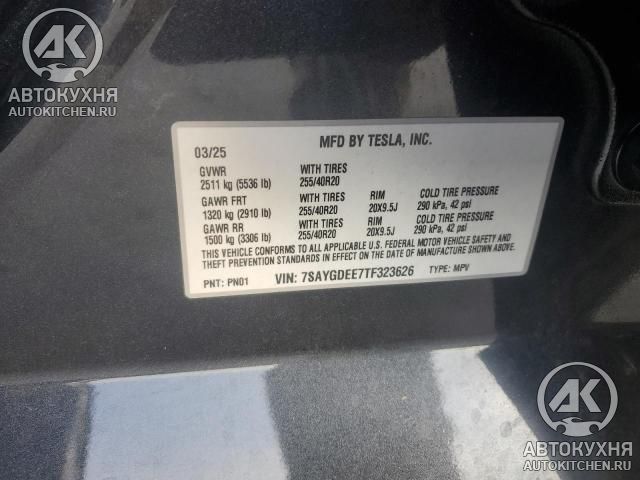 АК
АВТОКУХНЯ
AUTOKITCHEN.RU
MFD BY TESLA, INC.
03/25
GVWR WITH TIRES
2511 kg (5536 lb) 255/40R20
GAWR FRT WITH TIRES RIM COLD TIRE PRESSURE
1320 kg (2910 lb) 255/40R20 20X9.5J 290 kPa, 42 psi
GAWR RR WITH TIRES RIM COLD TIRE PRESSURE
1500 kg (3306 lb) 255/40R20 20X9.5J 290 kPa, 42 psi
THIS VEHICLE CONFORMS TO ALL APPLICABLE U.S. FEDERAL MOTOR VEHICLE SAFETY AND
THEFT PREVENTION STANDARDS IN EFFECT ON THE DATE OF MANUFACTURE SHOWN ABOVE.
PNT: PN01 VIN: 7SAYGDEE7TF323626 TYPE: MPV
АК
АВТОКУХНЯ
AUTOKITCHEN.RU